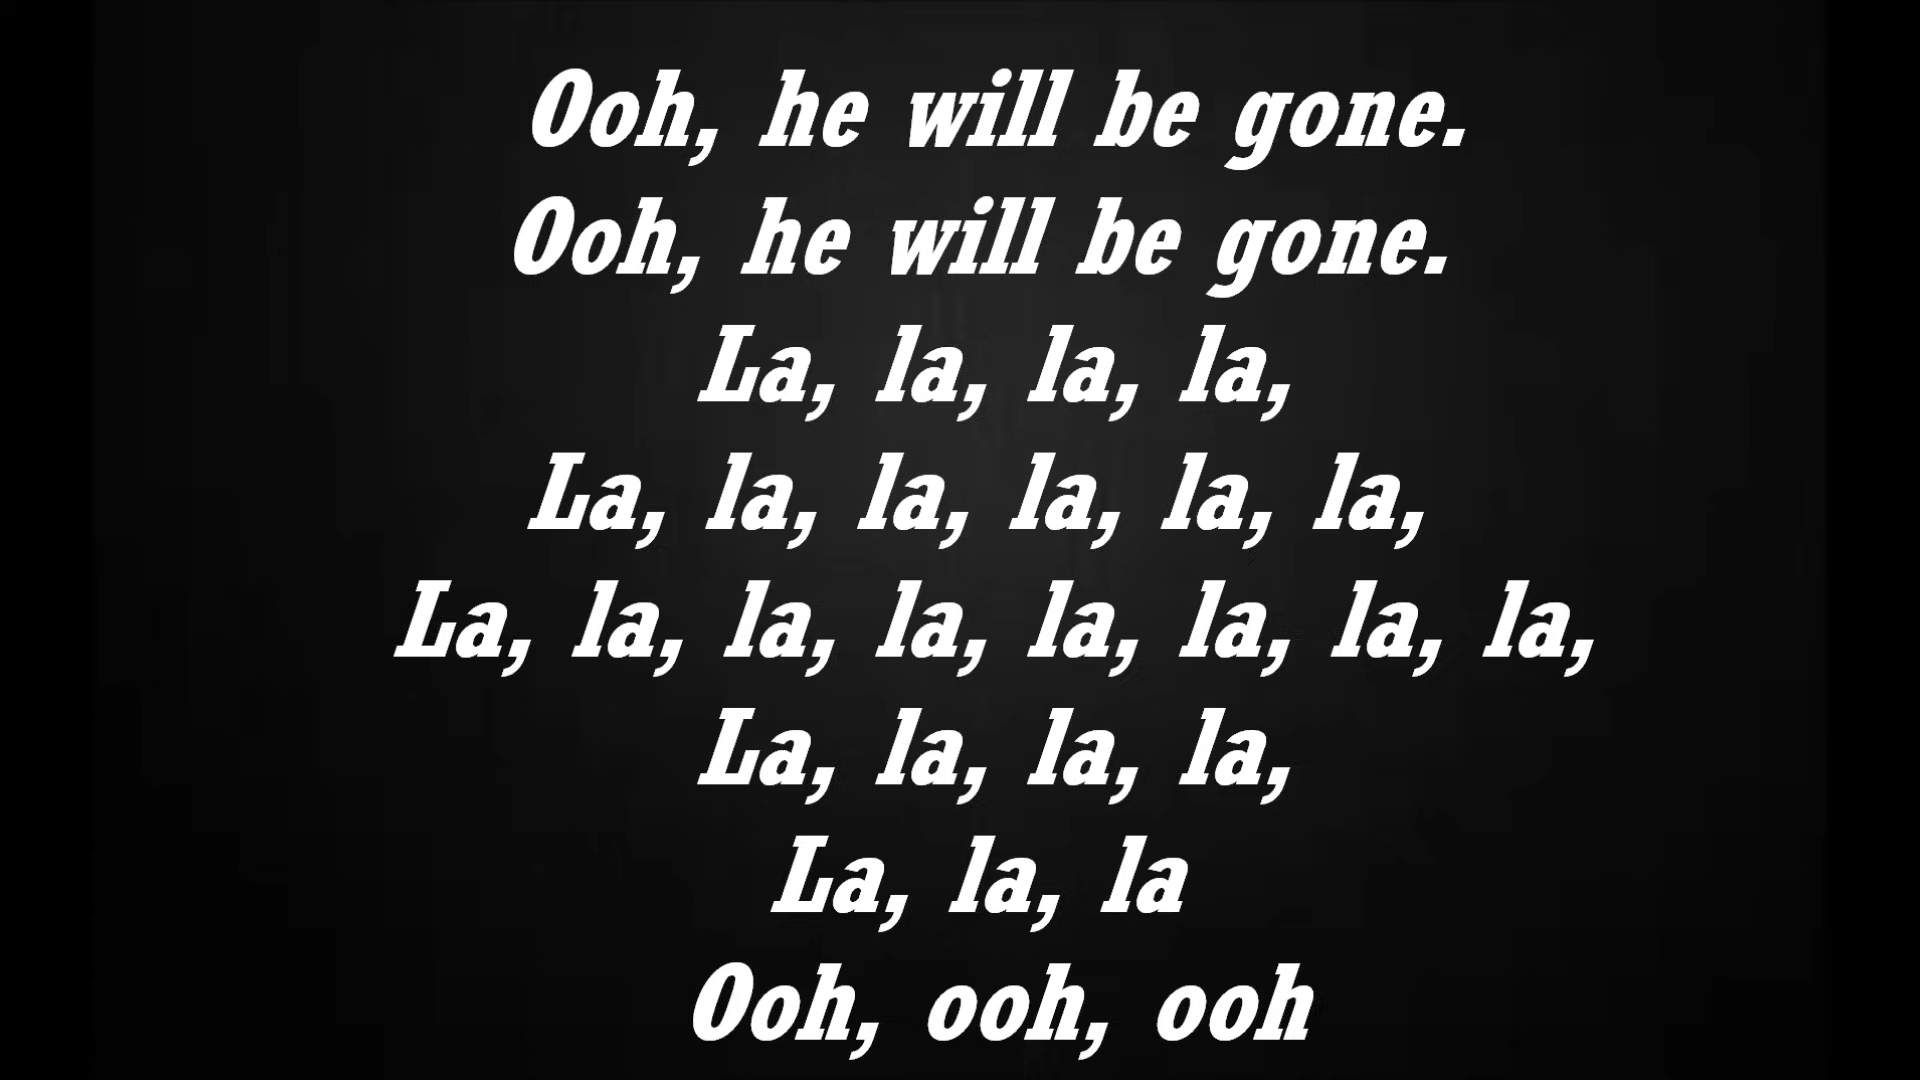 Ooh, he will be gone.
Ooh, he will be gone.
La, la, la, la,
La, la, la, la, la, la,
La, la, la, la, la, la, la, la,
La, la, la, la,
La, la, la
Ooh, ooh, ooh